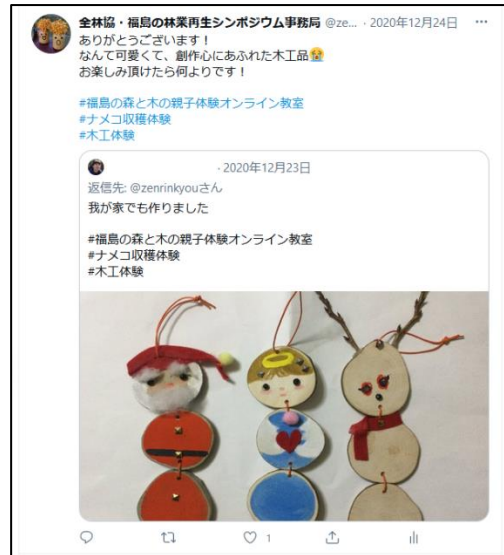 全林協・福島の林業再生シンポジウム事務局 @ze... · 2020年12月24日
ありがとうございます！
なんて可愛くて、創作心にあふれた木工品😭
お楽しみ頂けたら何よりです！
#福島の森と木の親子体験オンライン教室
#ナメコ収穫体験
#木工体験
· 2020年12月23日
返信先: @zenrinkyouさん
我が家でも作りました
#福島の森と木の親子体験オンライン教室
#ナメコ収穫体験
#木工体験
1